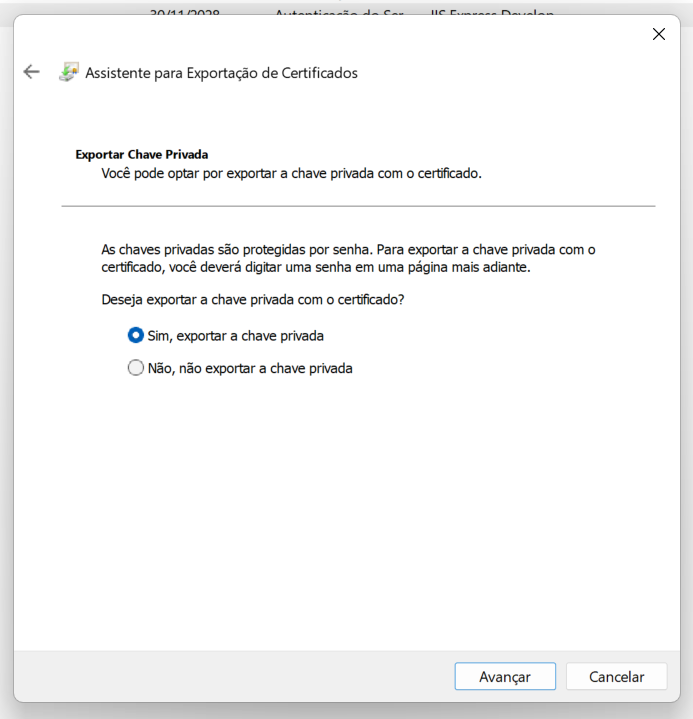 30/11/2028 Autenticação do Ser... IIS Express Develop...
Assistente para Exportação de Certificados
Exportar Chave Privada
Você pode optar por exportar a chave privada com o certificado.
As chaves privadas são protegidas por senha. Para exportar a chave privada com o
certificado, você deverá digitar uma senha em uma página mais adiante.
Deseja exportar a chave privada com o certificado?
Sim, exportar a chave privada
Não, não exportar a chave privada
Avançar Cancelar